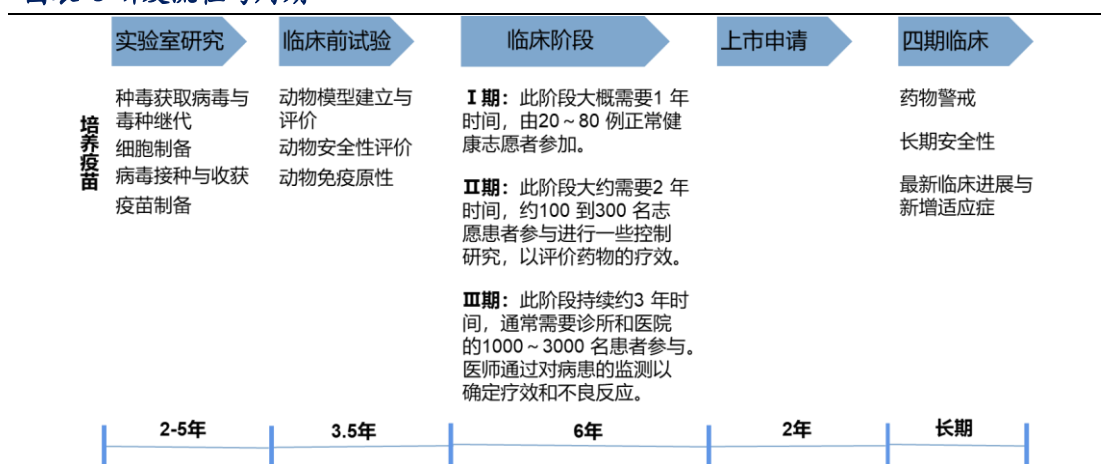 实验室研究
临床前试验
临床阶段
上市申请
四期临床
培养疫苗
种毒获取病毒与
毒种继代
细胞制备
病毒接种与收获
疫苗制备
动物模型建立与
评价
动物安全性评价
动物免疫原性
Ⅰ期：此阶段大概需要1 年
时间，由20～80 例正常健
康志愿者参加。
Ⅱ期：此阶段大约需要2 年
时间，约100 到300 名志
愿患者参与进行一些控制
研究，以评价药物的疗效。
Ⅲ期：此阶段持续约3 年时
间，通常需要诊所和医院
的1000～3000 名患者参与。
医师通过对病患的监测以
确定疗效和不良反应。
药物警戒
长期安全性
最新临床进展与
新增适应症
2-5年
3.5年
6年
2年
长期